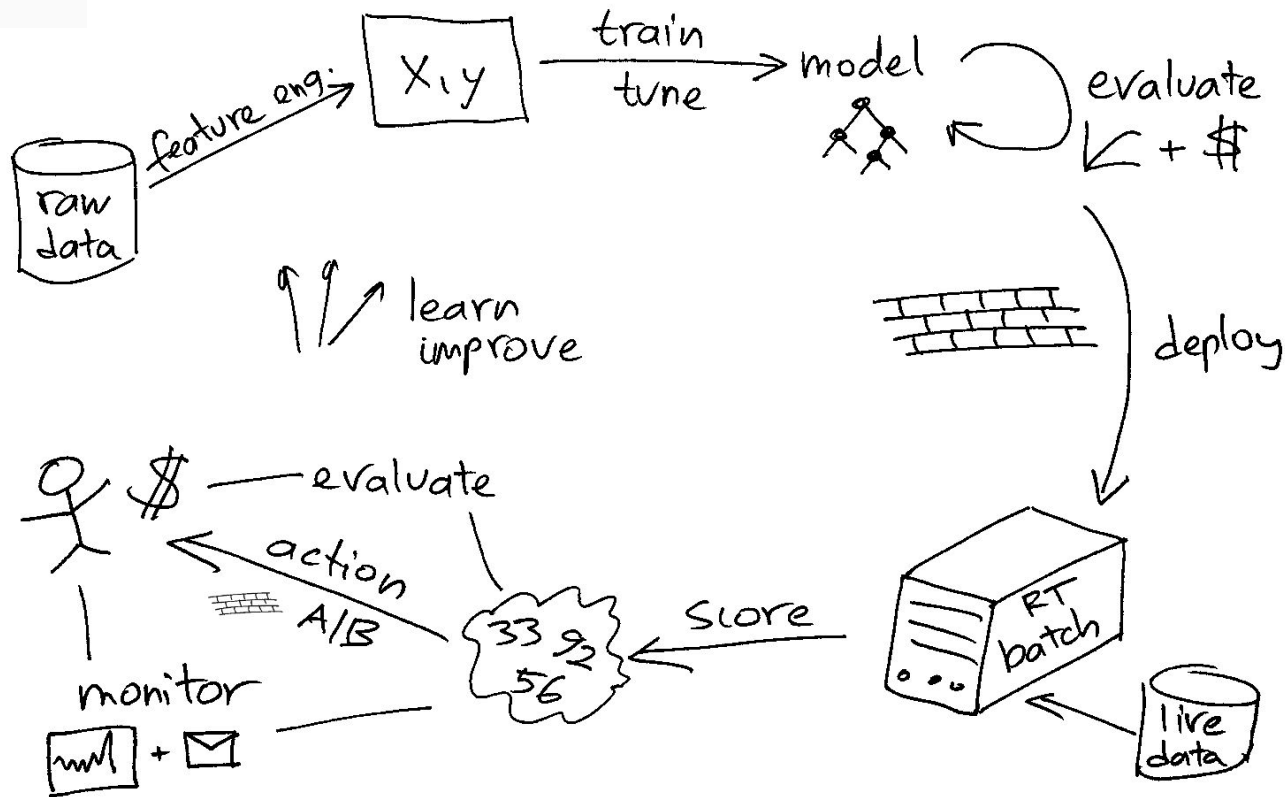 train
tune
model
X, y
feature eng.
evaluate
+ $
raw
data
learn
improve
deploy
$
evaluate
action
A/B
33 92
56
score
RT
batch
monitor
+
live
data